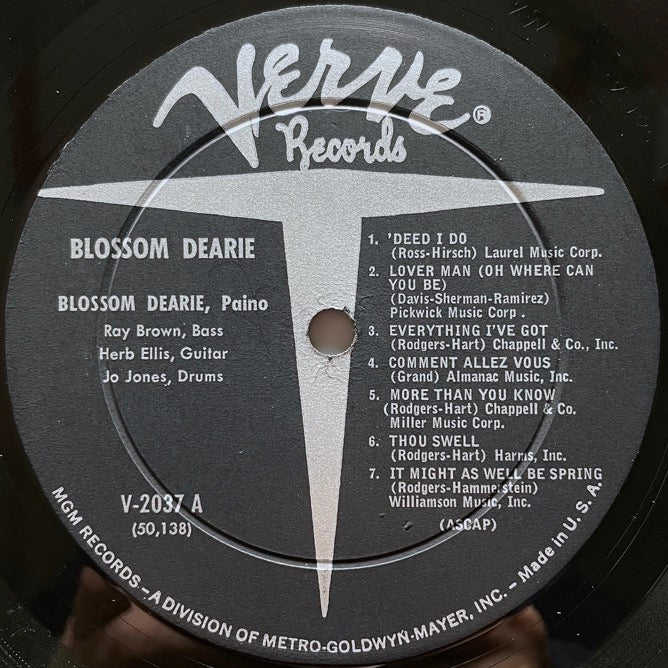 Verve®
Records
BLOSSOM DEARIE
BLOSSOM DEARIE, Paino
Ray Brown, Bass
Herb Ellis, Guitar
Jo Jones, Drums
V-2037 A
(50,138)
1. 'DEED I DO
(Ross-Hirsch) Laurel Music Corp.
2. LOVER MAN (OH WHERE CAN
YOU BE)
(Davis-Sherman-Ramirez)
Pickwick Music Corp.
3. EVERYTHING I'VE GOT
(Rodgers-Hart) Chappell & Co., Inc.
4. COMMENT ALLEZ VOUS
(Grand) Almanac Music, Inc.
5. MORE THAN YOU KNOW
(Rodgers-Hart) Chappell & Co.
Miller Music Corp.
6. THOU SWELL
(Rodgers-Hart) Harms, Inc.
7. IT MIGHT AS WELL BE SPRING
(Rodgers-Hammerstein)
Williamson Music, Inc.
(ASCAP)
MGM RECORDS–A DIVISION OF METRO-GOLDWYN-MAYER, INC. – Made in U. S. A.